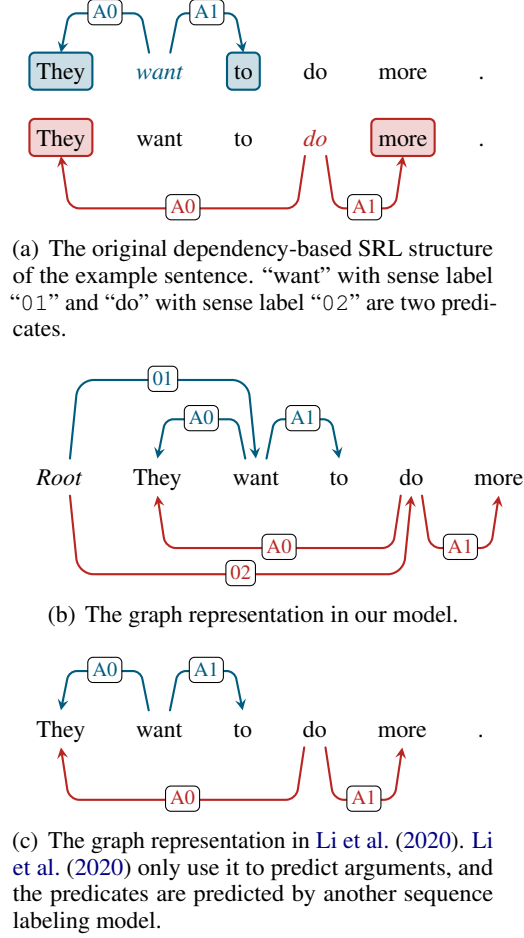 A0 A1
They want to do more .
They want to do more .
A0 A1
(a) The original dependency-based SRL structure
of the example sentence. “want” with sense label
“01” and “do” with sense label “02” are two predi-
cates.
01
A0 A1
Root They want to do more
A0 A1
02
(b) The graph representation in our model.
A0 A1
They want to do more .
A0 A1
(c) The graph representation in Li et al. (2020). Li
et al. (2020) only use it to predict arguments, and
the predicates are predicted by another sequence
labeling model.